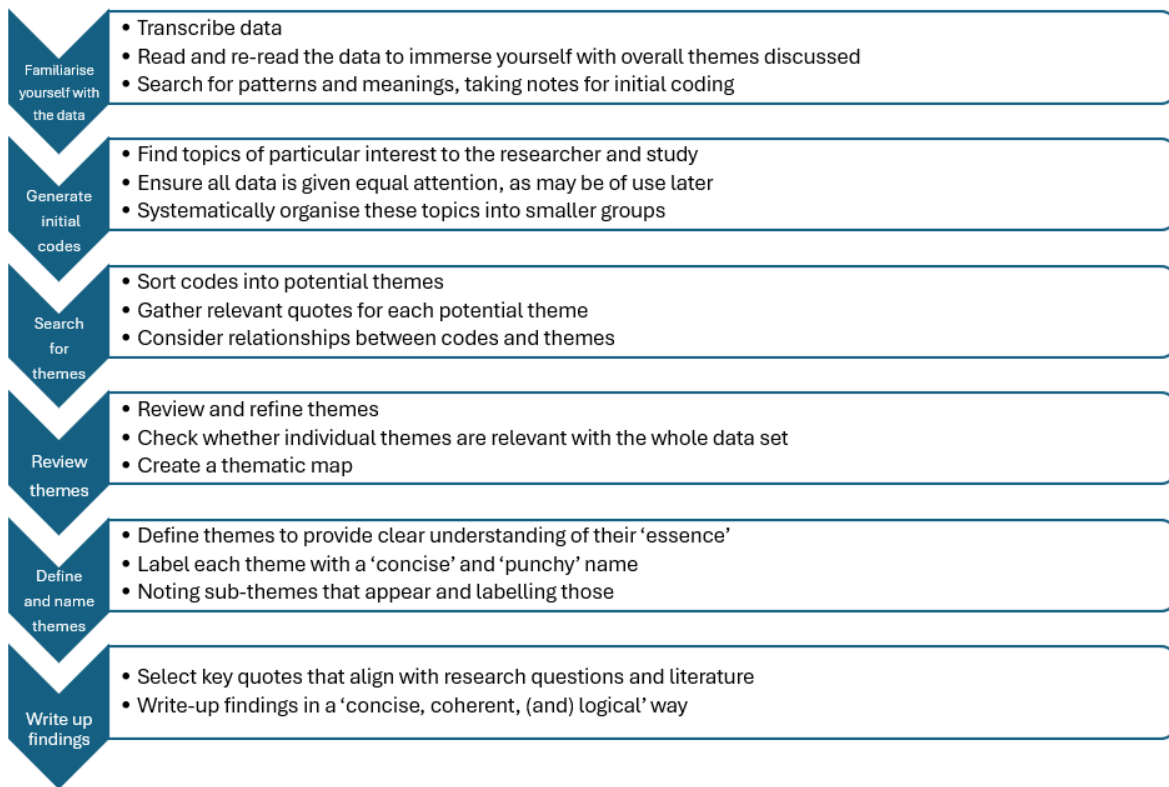 Familiarise
yourself with
the data
• Transcribe data
• Read and re-read the data to immerse yourself with overall themes discussed
• Search for patterns and meanings, taking notes for initial coding
Generate
initial
codes
• Find topics of particular interest to the researcher and study
• Ensure all data is given equal attention, as may be of use later
• Systematically organise these topics into smaller groups
Search
for
themes
• Sort codes into potential themes
• Gather relevant quotes for each potential theme
• Consider relationships between codes and themes
Review
themes
• Review and refine themes
• Check whether individual themes are relevant with the whole data set
• Create a thematic map
Define
and name
themes
• Define themes to provide clear understanding of their ‘essence’
• Label each theme with a ‘concise’ and ‘punchy’ name
• Noting sub-themes that appear and labelling those
Write up
findings
• Select key quotes that align with research questions and literature
• Write-up findings in a ‘concise, coherent, (and) logical’ way